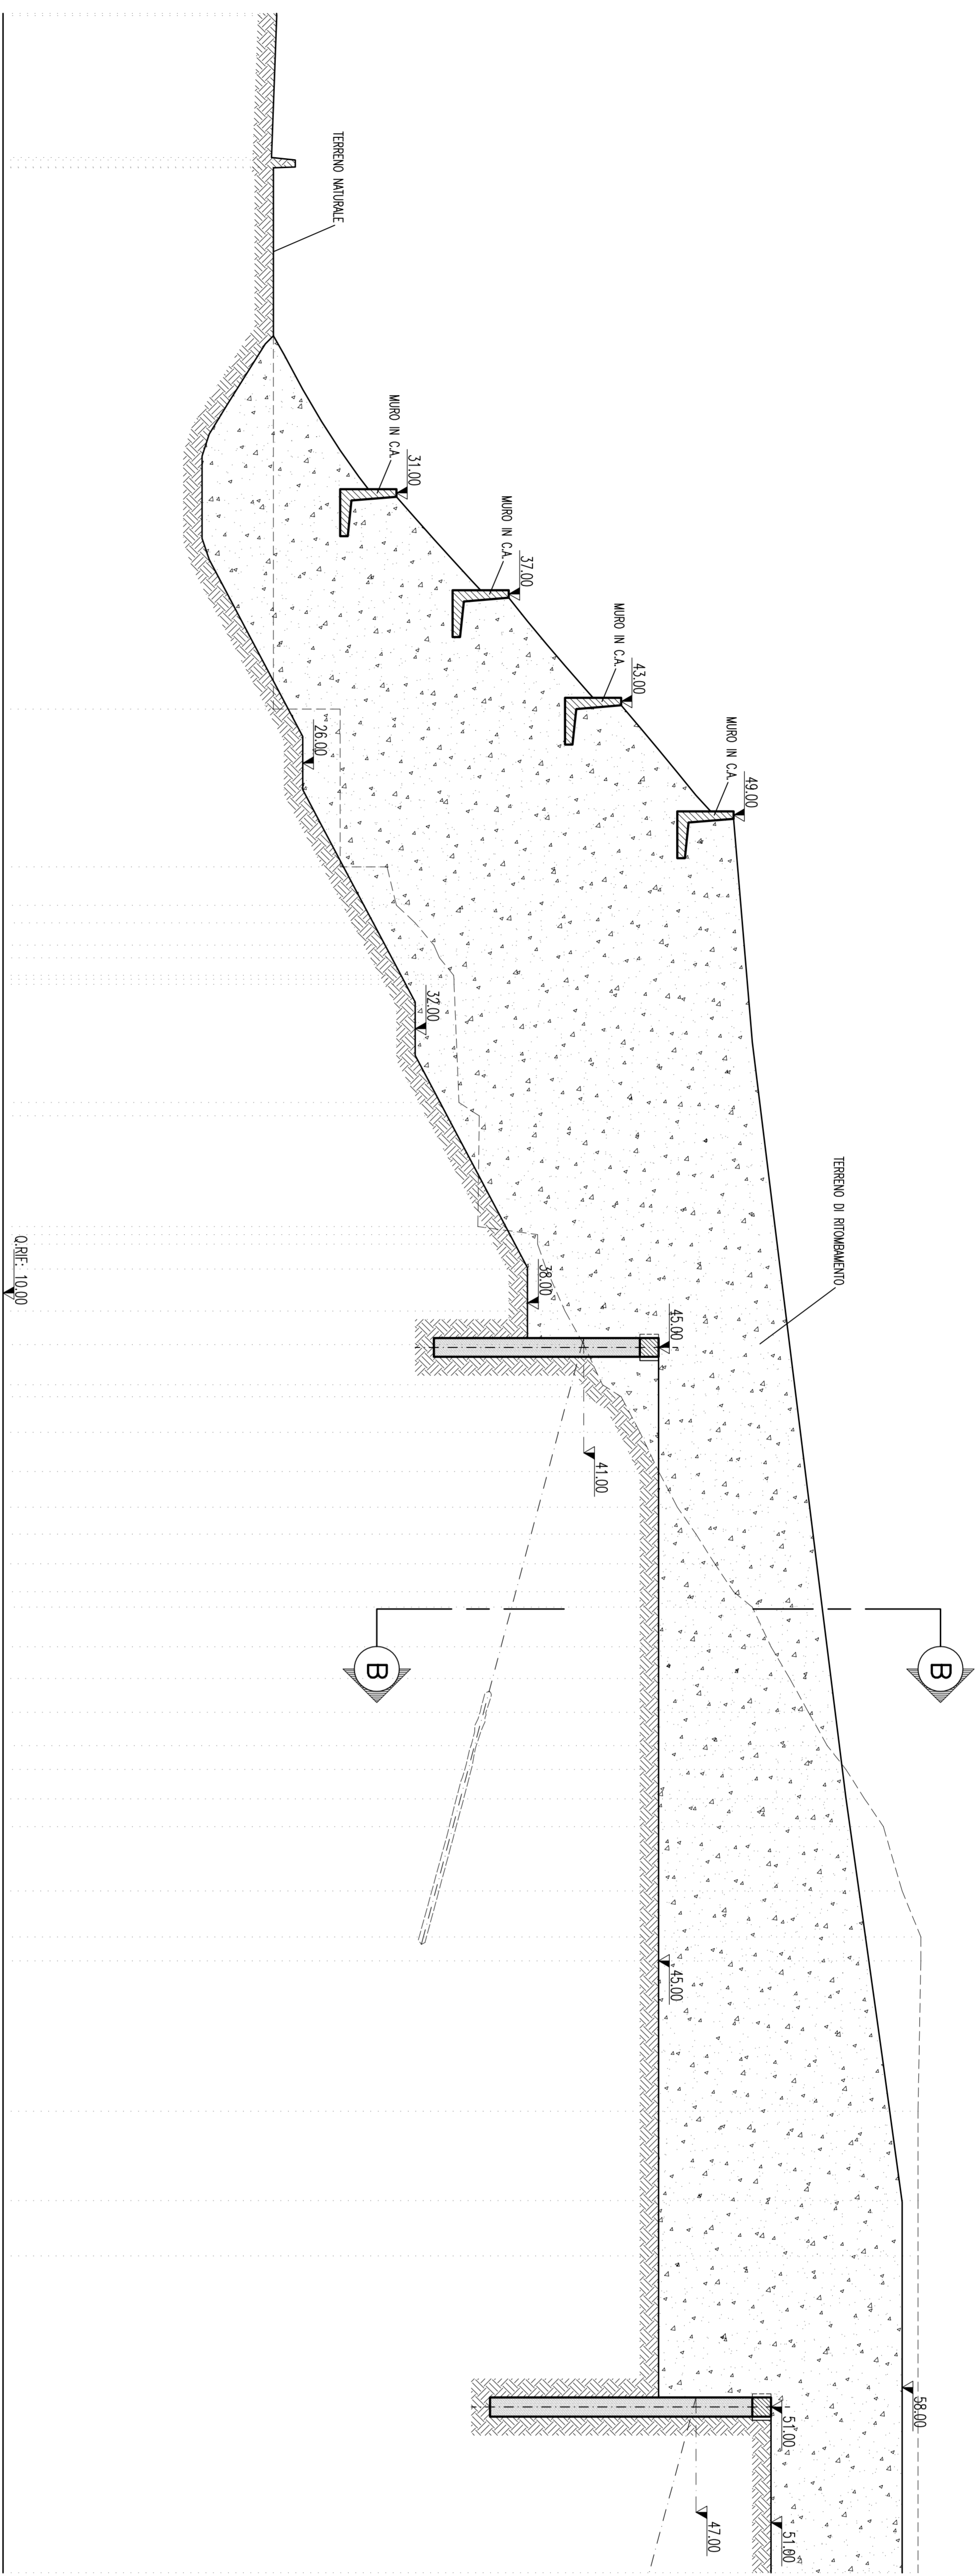 TERRENO NATURALE
MURO IN C.A.
31.00
MURO IN C.A.
37.00
MURO IN C.A.
43.00
MURO IN C.A.
49.00
26.00
32.00
TERRENO DI RITOMBAMENTO
38.00
45.00
41.00
Q.RIF: 10.00
B
B
45.00
58.00
51.00
47.00
51.00